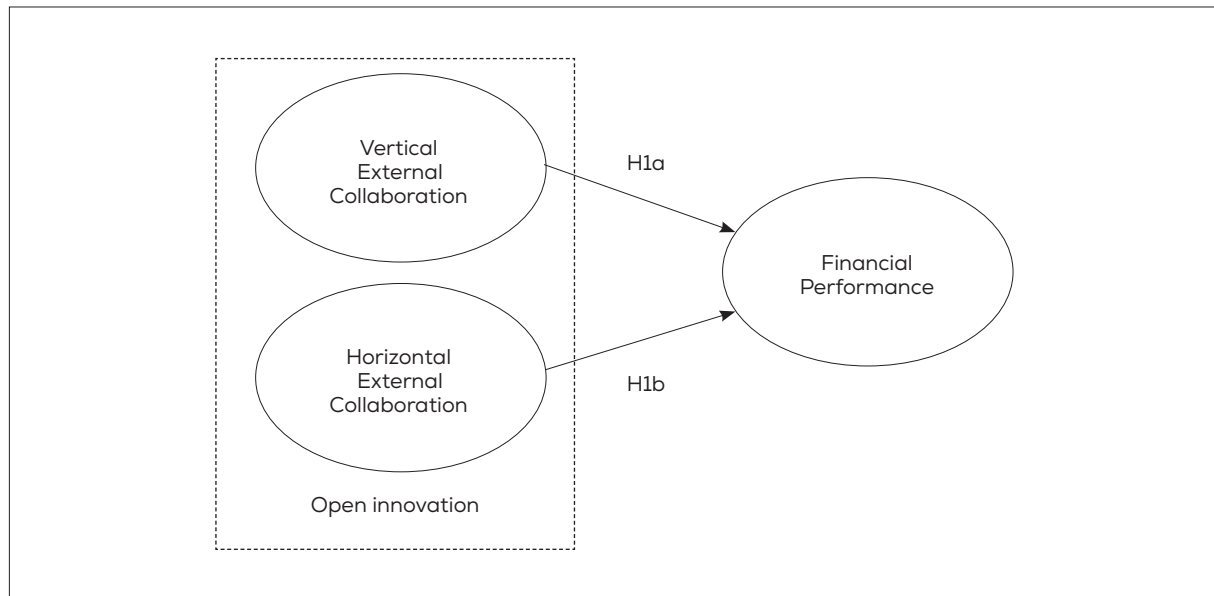 Vertical
External
Collaboration
H1a
Financial
Performance
Horizontal
External
Collaboration
H1b
Open innovation